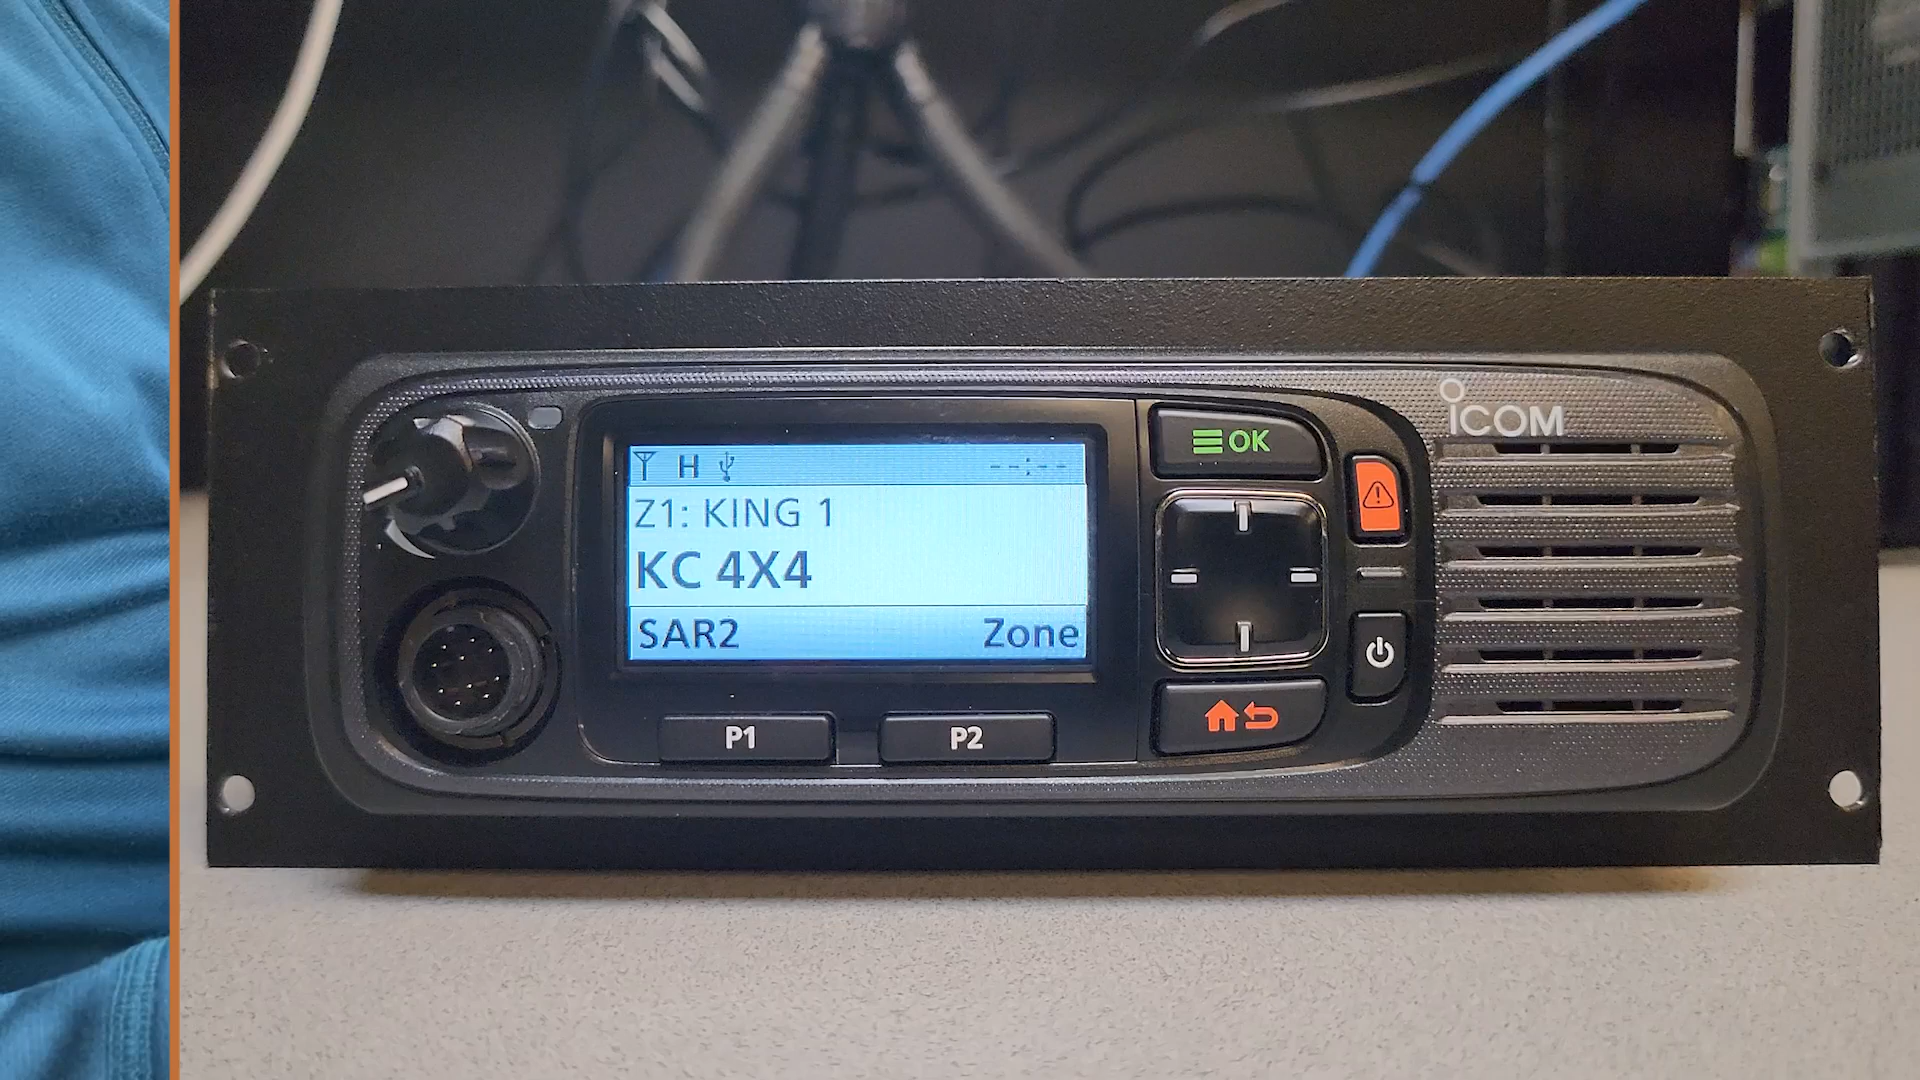 ICOM
OK
H --:--
Z1: KING 1
KC 4X4
SAR2 Zone
P1 P2